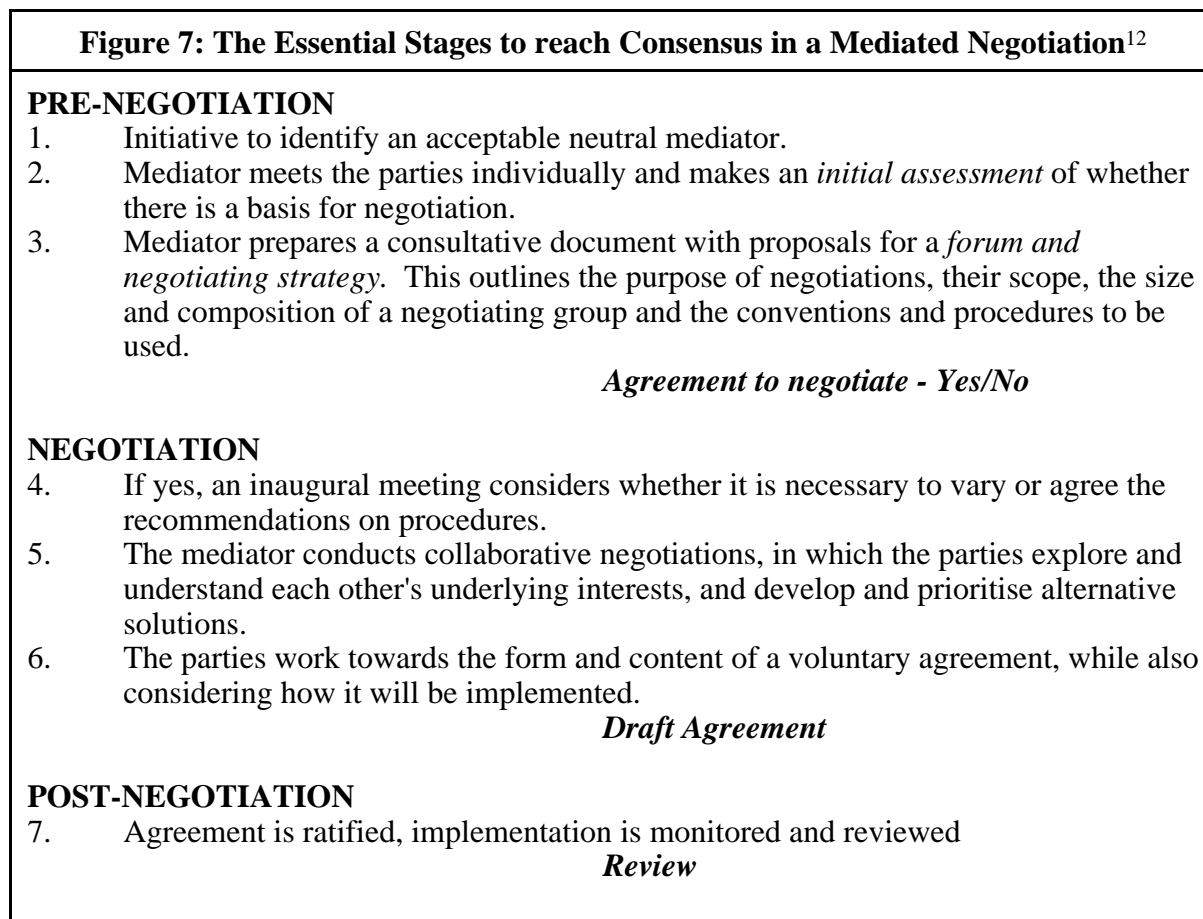 Figure 7: The Essential Stages to reach Consensus in a Mediated Negotiation12
PRE-NEGOTIATION
1. Initiative to identify an acceptable neutral mediator.
2. Mediator meets the parties individually and makes an initial assessment of whether
there is a basis for negotiation.
3. Mediator prepares a consultative document with proposals for a forum and
negotiating strategy. This outlines the purpose of negotiations, their scope, the size
and composition of a negotiating group and the conventions and procedures to be
used.
Agreement to negotiate - Yes/No
NEGOTIATION
4. If yes, an inaugural meeting considers whether it is necessary to vary or agree the
recommendations on procedures.
5. The mediator conducts collaborative negotiations, in which the parties explore and
understand each other's underlying interests, and develop and prioritise alternative
solutions.
6. The parties work towards the form and content of a voluntary agreement, while also
considering how it will be implemented.
Draft Agreement
POST-NEGOTIATION
7. Agreement is ratified, implementation is monitored and reviewed
Review